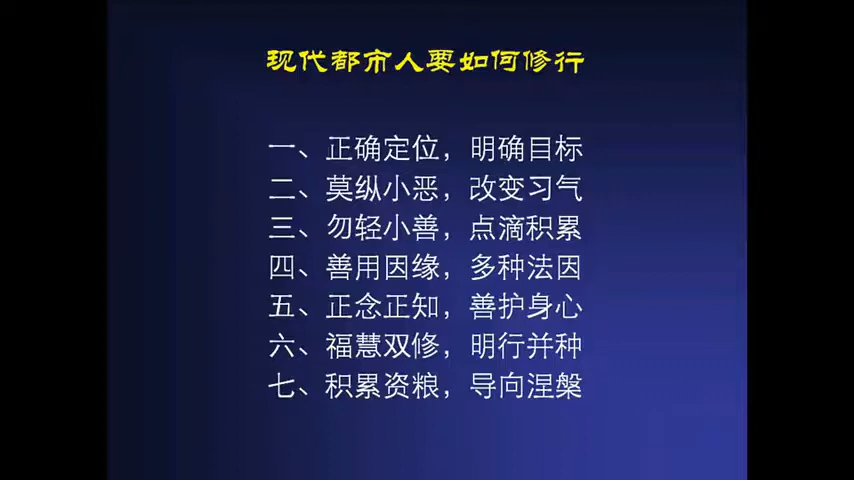 现代都市人要如何修行
一、正确定位，明确目标
二、莫纵小恶，改变习气
三、勿轻小善，点滴积累
四、善用因缘，多种法因
五、正念正知，善护身心
六、福慧双修，明行并种
七、积累资粮，导向涅槃